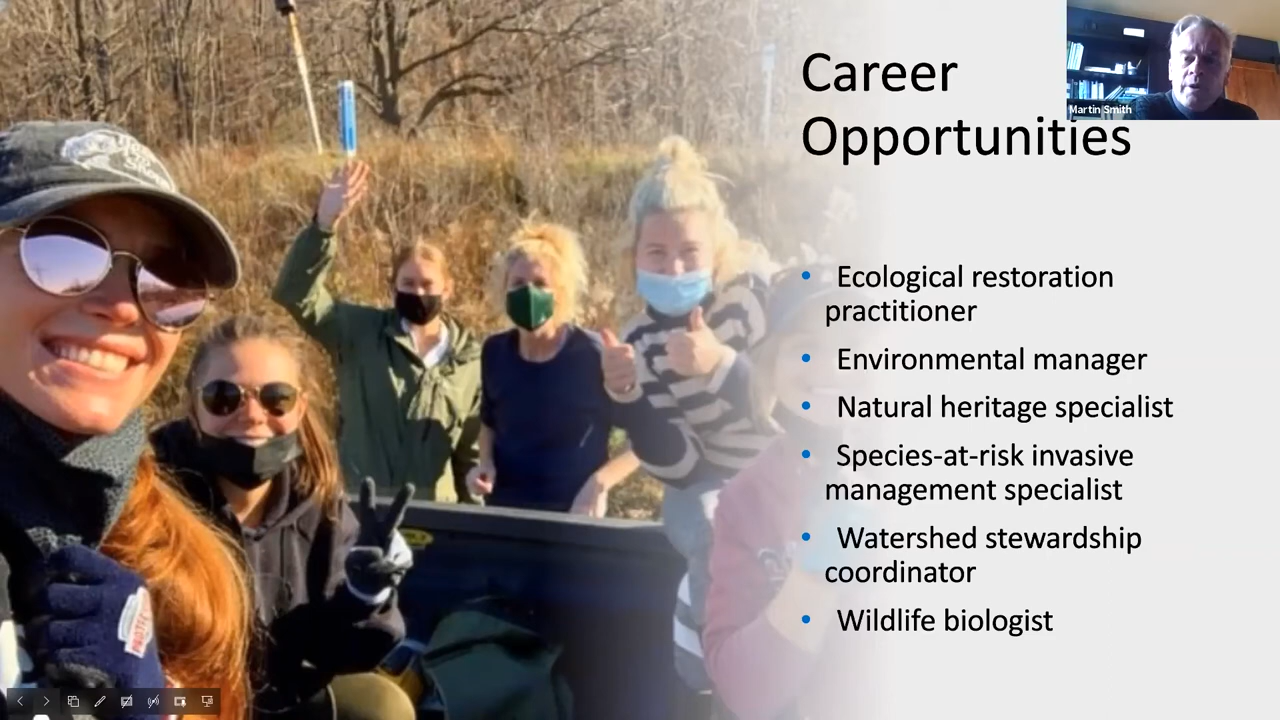 Career
Opportunities
Martin Smith
• Ecological restoration
practitioner
• Environmental manager
• Natural heritage specialist
• Species-at-risk invasive
management specialist
• Watershed stewardship
coordinator
• Wildlife biologist